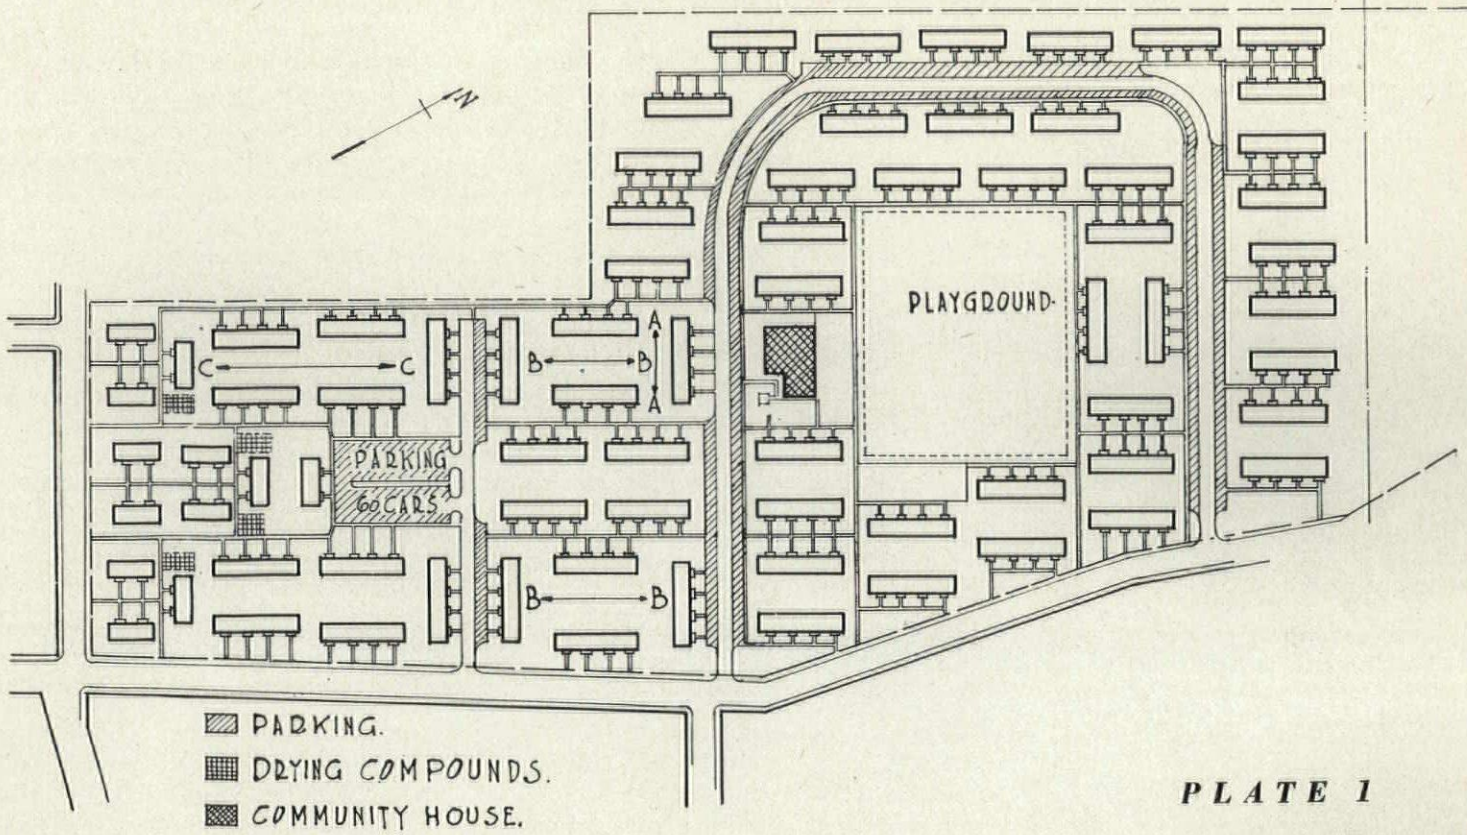 N
PLAYGROUND.
A
A
B B
C C
PARKING
60 CARS
B B
PARKING.
DRYING COMPOUNDS.
COMMUNITY HOUSE.
PLATE 1